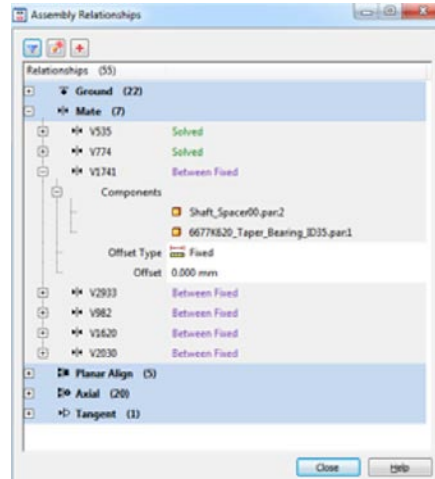 Assembly Relationships
Relationships (55)
Ground (22)
Mate (7)
V535 Solved
V774 Solved
V1741 Between Fixed
Components
Shaft_Spacer00.par:2
6677K620_Taper_Bearing_ID35.par:1
Offset Type Fixed
Offset 0.000 mm
V2933 Between Fixed
V982 Between Fixed
V1620 Between Fixed
V2030 Between Fixed
Planar Align (5)
Axial (20)
Tangent (1)
Close Help